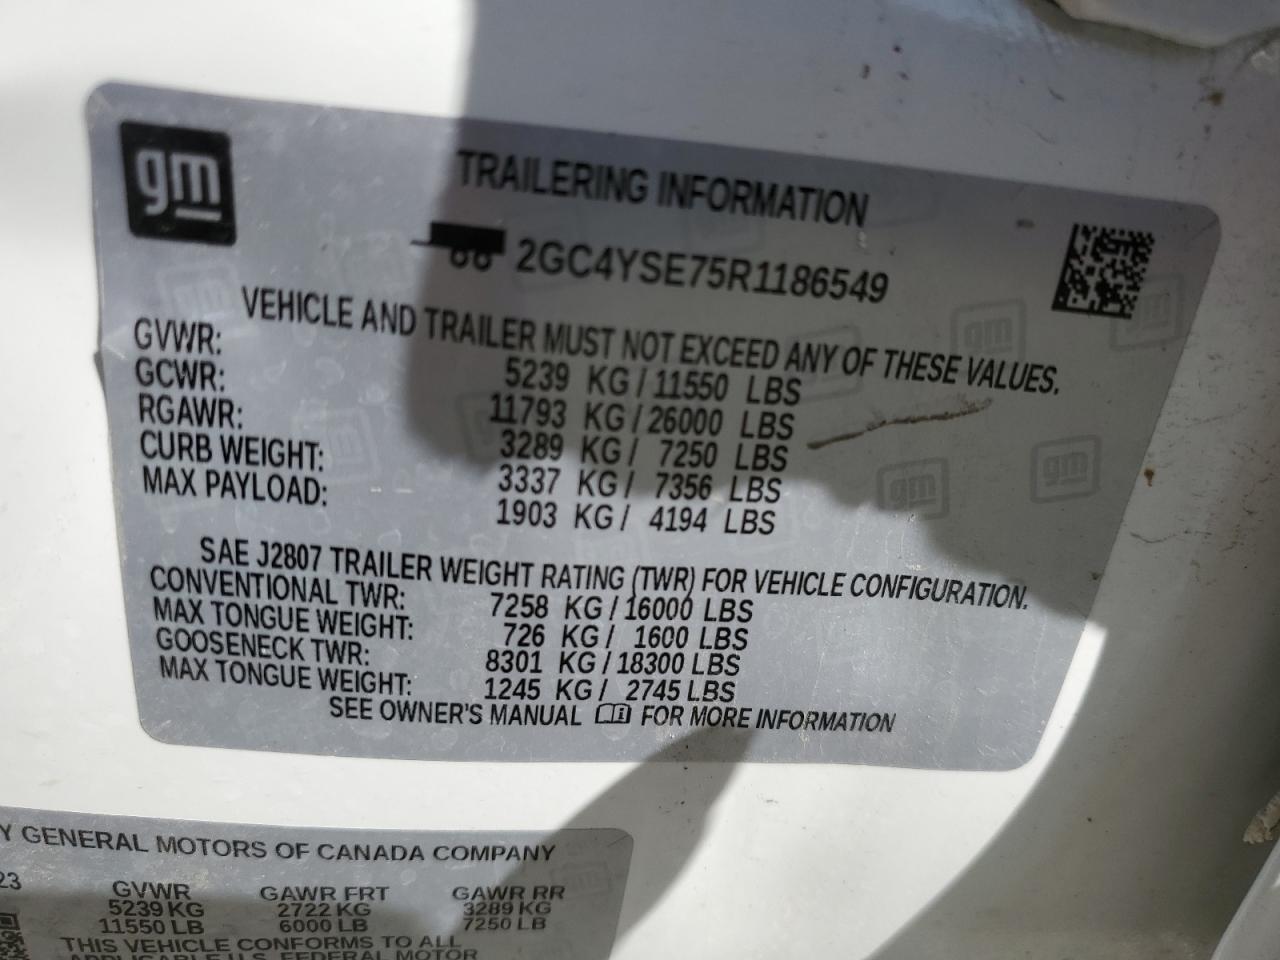 gm
TRAILERING INFORMATION
2GC4YSE75R1186549
VEHICLE AND TRAILER MUST NOT EXCEED ANY OF THESE VALUES.
GVWR: 5239 KG / 11550 LBS
GCWR: 11793 KG / 26000 LBS
RGAWR: 3289 KG / 7250 LBS
CURB WEIGHT: 3337 KG / 7356 LBS
MAX PAYLOAD: 1903 KG / 4194 LBS
SAE J2807 TRAILER WEIGHT RATING (TWR) FOR VEHICLE CONFIGURATION.
CONVENTIONAL TWR: 7258 KG / 16000 LBS
MAX TONGUE WEIGHT: 726 KG / 1600 LBS
GOOSENECK TWR: 8301 KG / 18300 LBS
MAX TONGUE WEIGHT: 1245 KG / 2745 LBS
SEE OWNER'S MANUAL FOR MORE INFORMATION
Y GENERAL MOTORS OF CANADA COMPANY
23 GVWR GAWR FRT GAWR RR
5239 KG 2722 KG 3289 KG
11550 LB 6000 LB 7250 LB
THIS VEHICLE CONFORMS TO ALL
APPLICABLE U.S. FEDERAL MOTOR